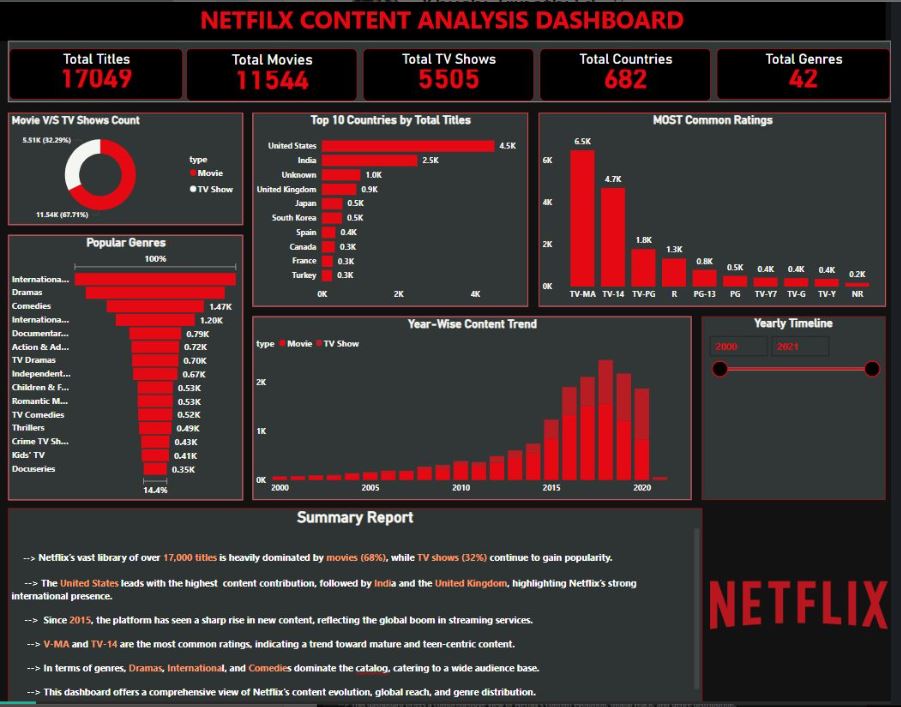 NETFILX CONTENT ANALYSIS DASHBOARD
Total Titles
17049
Total Movies
11544
Total TV Shows
5505
Total Countries
682
Total Genres
42
Movie V/S TV Shows Count
5.51K (32.29%)
11.54K (67.71%)
type
Movie
TV Show
Top 10 Countries by Total Titles
United States 4.5K
India 2.5K
Unknown 1.0K
United Kingdom 0.9K
Japan 0.5K
South Korea 0.5K
Spain 0.4K
Canada 0.3K
France 0.3K
Turkey 0.3K
0K 2K 4K
MOST Common Ratings
6K
4K
2K
0K
6.5K 4.7K 1.8K 1.3K 0.8K 0.5K 0.4K 0.4K 0.4K 0.2K
TV-MA TV-14 TV-PG R PG-13 PG TV-Y7 TV-G TV-Y NR
Popular Genres
100%
Internationa...
Dramas
Comedies 1.47K
Internationa... 1.20K
Documentar... 0.79K
Action & Ad... 0.72K
TV Dramas 0.70K
Independent... 0.67K
Children & F... 0.53K
Romantic M... 0.53K
TV Comedies 0.52K
Thrillers 0.49K
Crime TV Sh... 0.43K
Kids' TV 0.41K
Docuseries 0.35K
14.4%
Year-Wise Content Trend
type Movie TV Show
2K
1K
0K
2000 2005 2010 2015 2020
Yearly Timeline
2000 2021
Summary Report
--> Netflix's vast library of over 17,000 titles is heavily dominated by movies (68%), while TV shows (32%) continue to gain popularity.
--> The United States leads with the highest content contribution, followed by India and the United Kingdom, highlighting Netflix's strong
international presence.
--> Since 2015, the platform has seen a sharp rise in new content, reflecting the global boom in streaming services.
--> V-MA and TV-14 are the most common ratings, indicating a trend toward mature and teen-centric content.
--> In terms of genres, Dramas, International, and Comedies dominate the catalog, catering to a wide audience base.
--> This dashboard offers a comprehensive view of Netflix's content evolution, global reach, and genre distribution.
NETFLIX